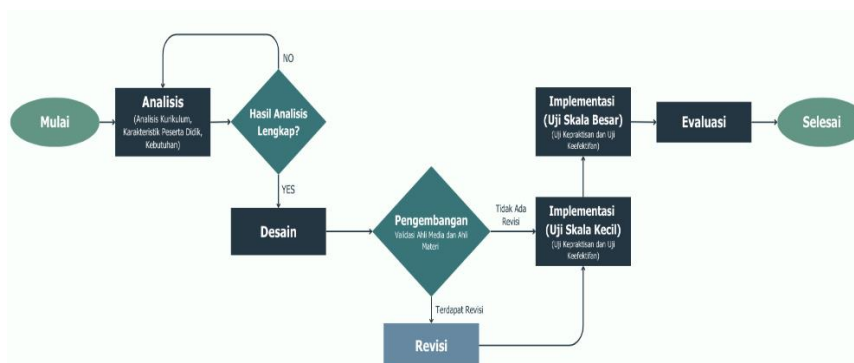 Mulai
Analisis
(Analisis Kurikulum,
Karakteristik Peserta Didik,
Kebutuhan)
NO
Hasil Analisis
Lengkap?
YES
Desain
Pengembangan
Validasi Ahli Media dan Ahli
Materi
Tidak Ada
Revisi
Terdapat Revisi
Revisi
Implementasi
(Uji Skala Kecil)
(Uji Kepraktisan dan Uji
Keefektifan)
Implementasi
(Uji Skala Besar)
(Uji Kepraktisan dan Uji
Keefektifan)
Evaluasi
Selesai